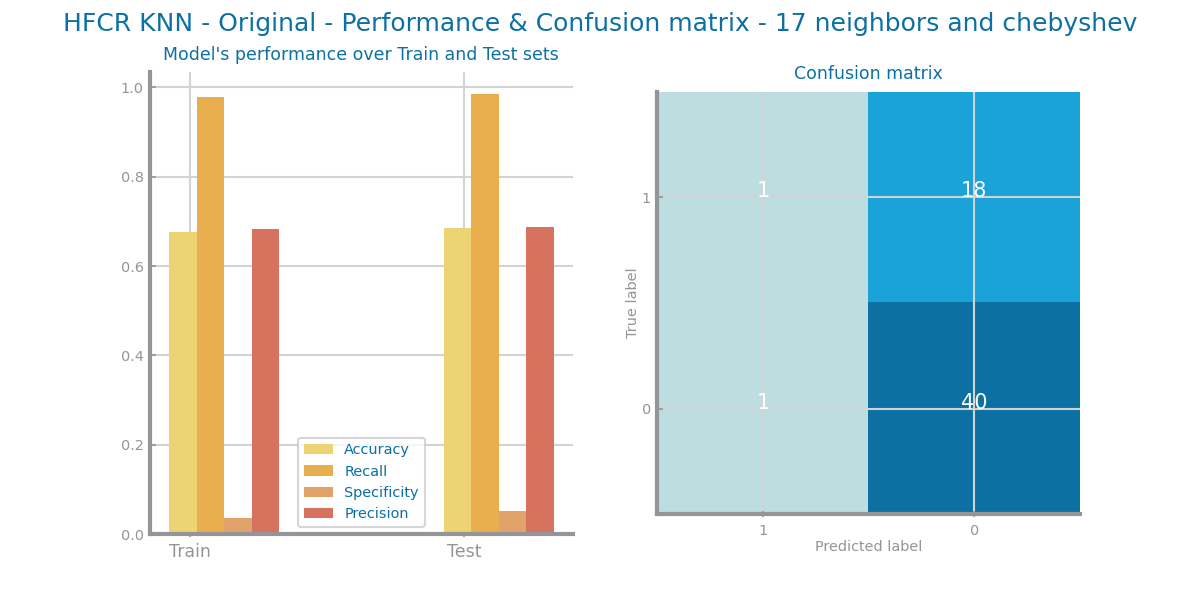 HFCR KNN - Original - Performance & Confusion matrix - 17 neighbors and chebyshev
Model's performance over Train and Test sets
1.0
0.8
0.6
0.4
0.2
0.0
Train
Test
Accuracy
Recall
Specificity
Precision
Confusion matrix
True label
1
0
1
18
1
40
1
0
Predicted label